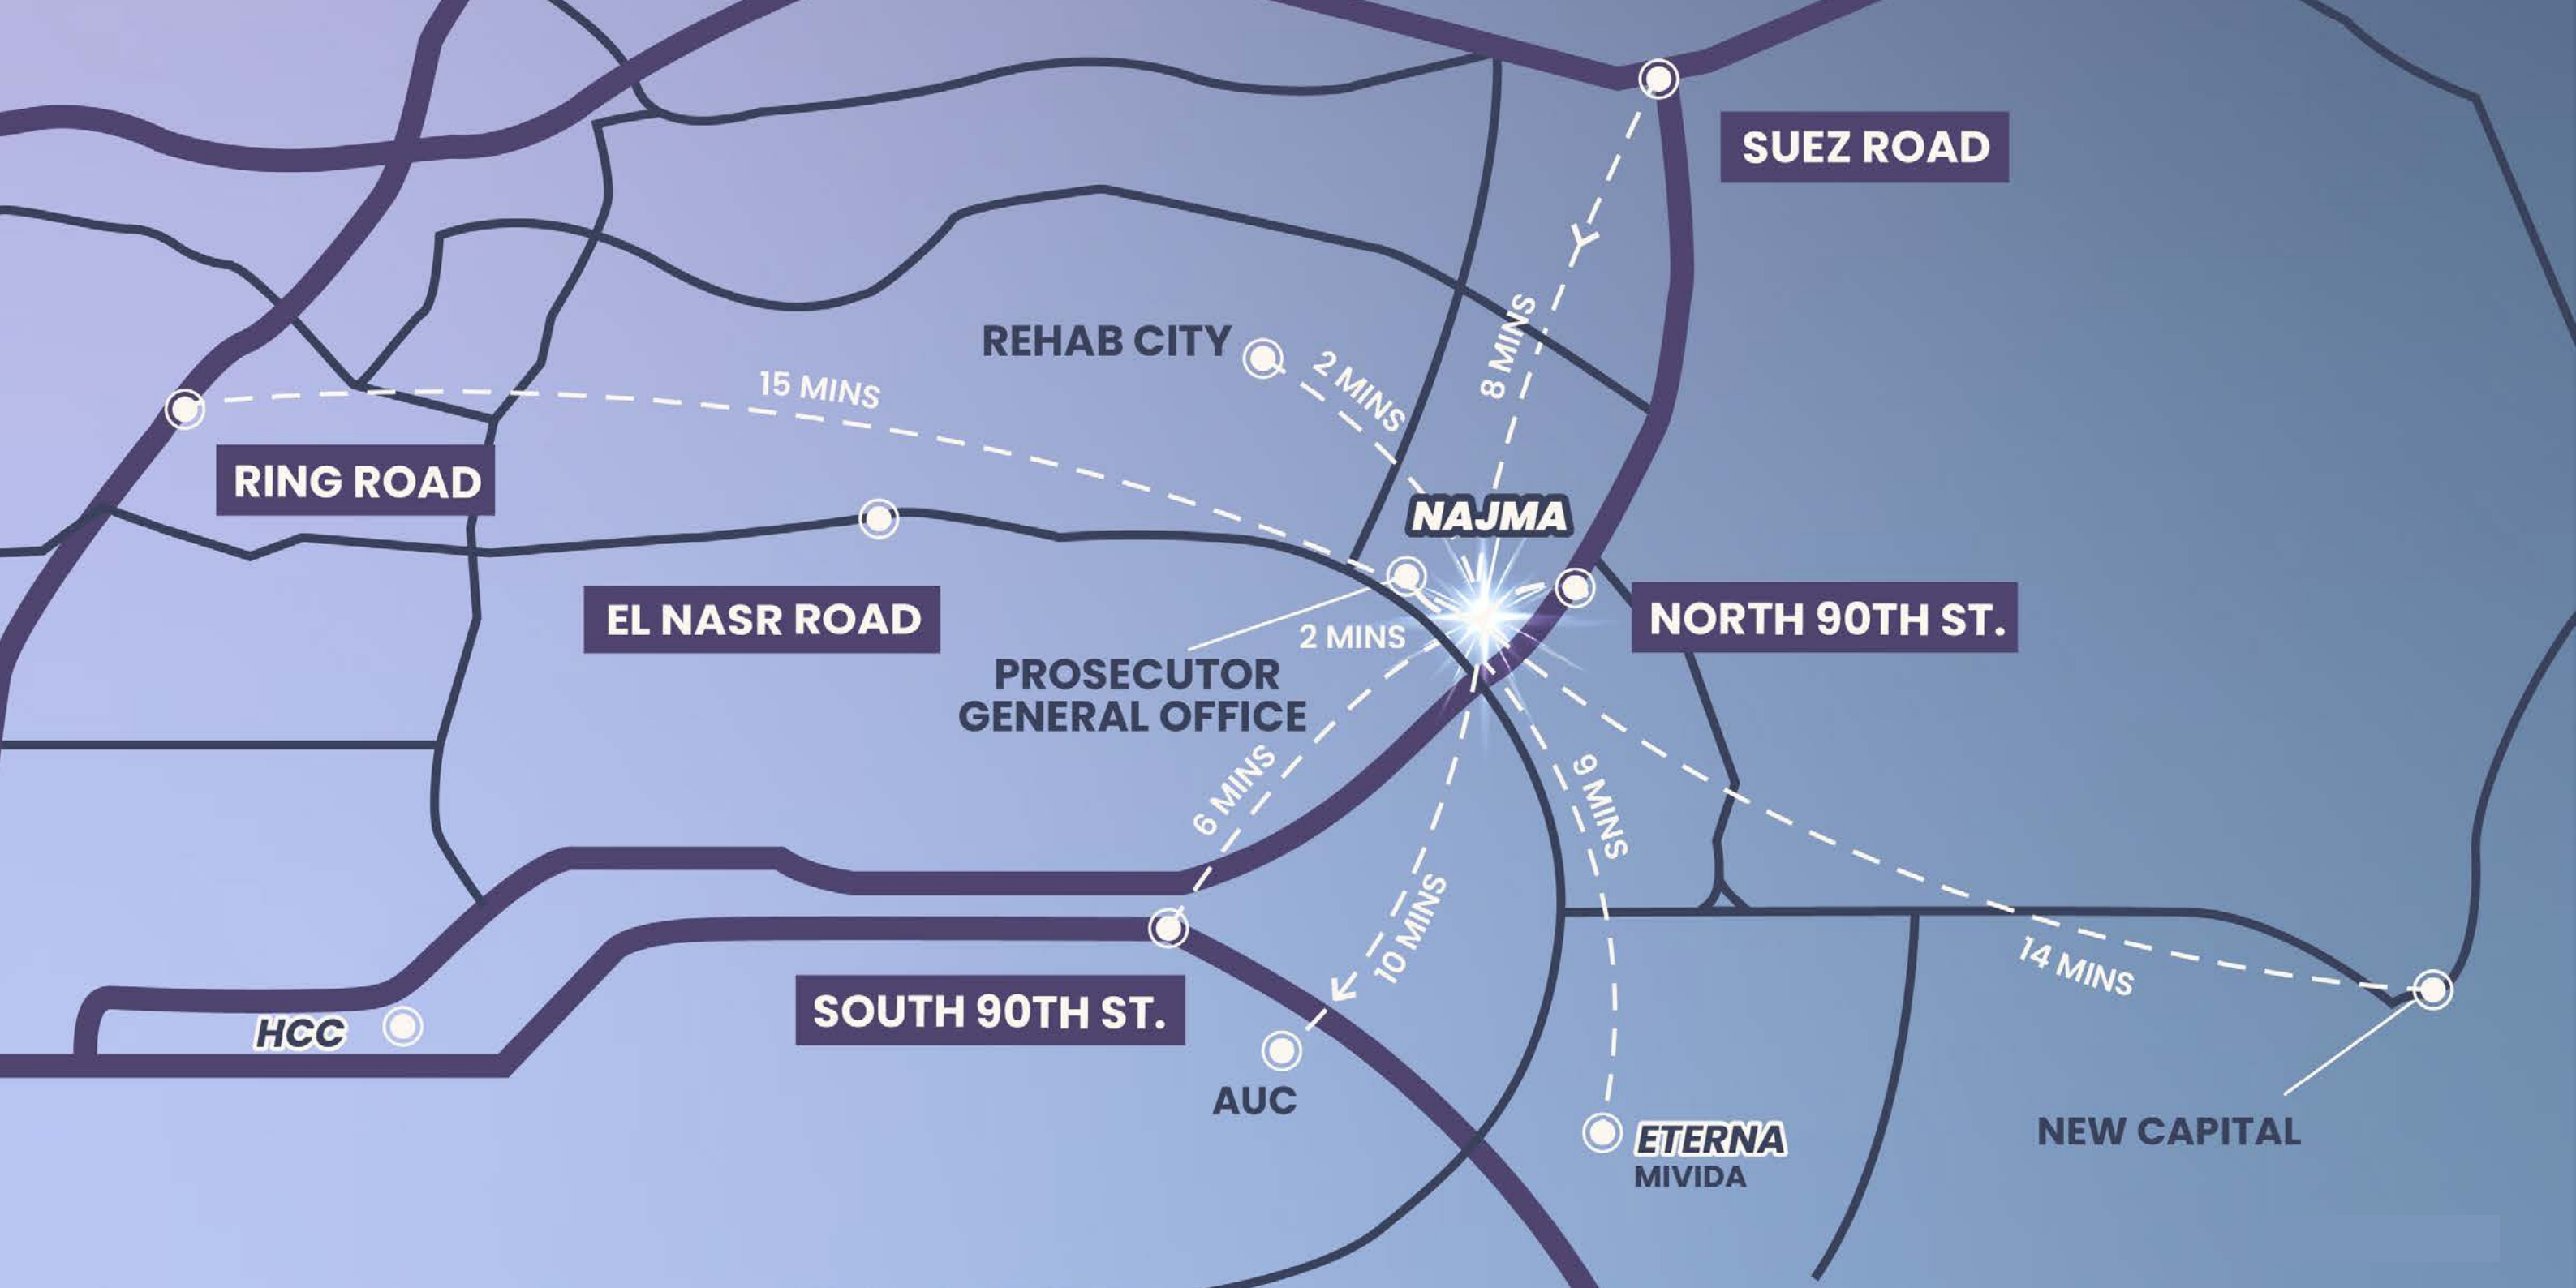 SUEZ ROAD
8 MINS
REHAB CITY
2 MINS
15 MINS
RING ROAD
NAJMA
EL NASR ROAD
NORTH 90TH ST.
2 MINS
PROSECUTOR
GENERAL OFFICE
6 MINS
9 MINS
10 MINS
14 MINS
SOUTH 90TH ST.
HCC
AUC
ETERNA
MIVIDA
NEW CAPITAL